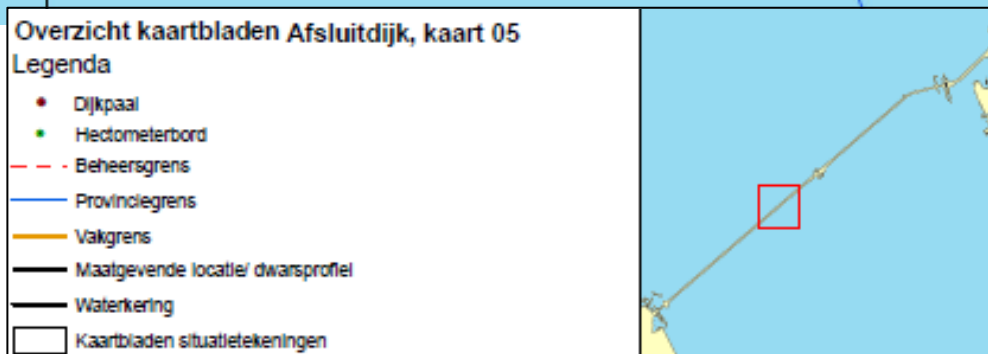 Overzicht kaartbladen Afsluitdijk, kaart 05
Legenda
Dijkpaal
Hectometerbord
Beheersgrens
Provinciegrens
Vakgrens
Maatgevende locatie/ dwarsprofiel
Waterkering
Kaartbladen situatietekeningen